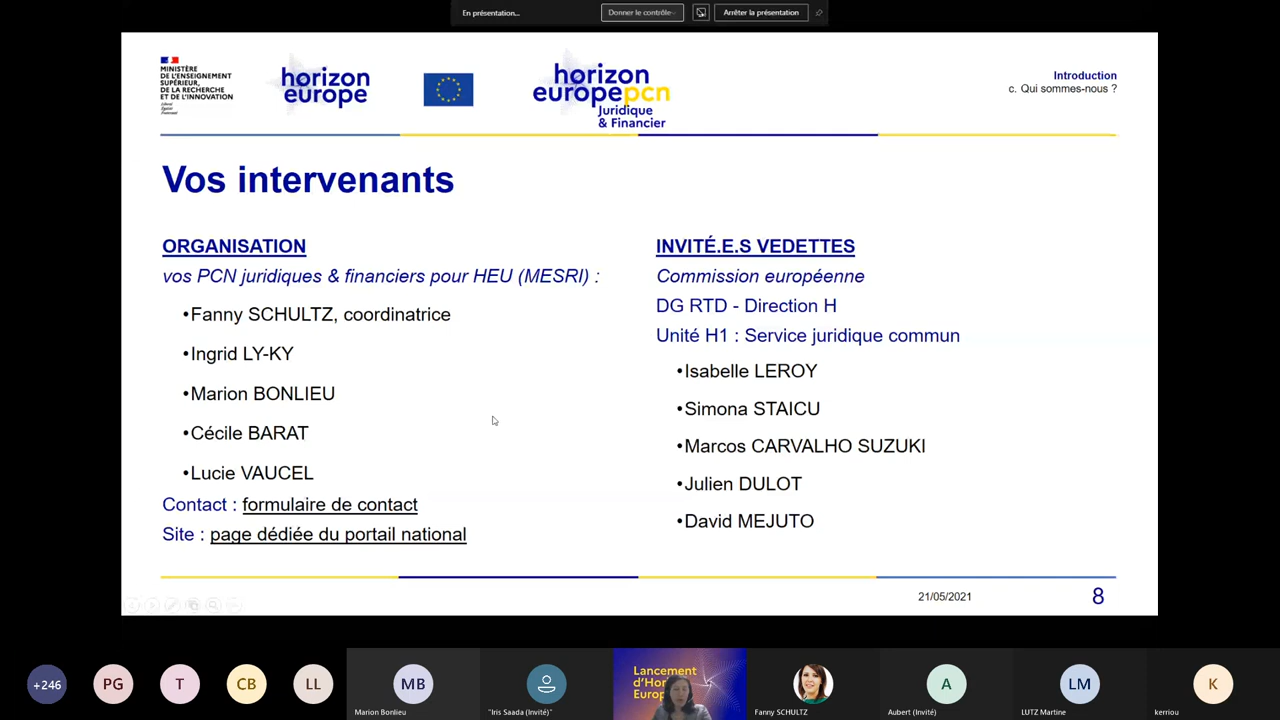 En présentation...
Donner le contrôle
Arrêter la présentation
MINISTÈRE
DE L'ENSEIGNEMENT
SUPÉRIEUR,
DE LA RECHERCHE
ET DE L'INNOVATION
Liberté
Égalité
Fraternité
horizon
europe
horizon
europepcn
Juridique
& Financier
Introduction
c. Qui sommes-nous ?
Vos intervenants
ORGANISATION
vos PCN juridiques & financiers pour HEU (MESRI) :
•Fanny SCHULTZ, coordinatrice
•Ingrid LY-KY
•Marion BONLIEU
•Cécile BARAT
•Lucie VAUCEL
Contact : formulaire de contact
Site : page dédiée du portail national
INVITÉ.E.S VEDETTES
Commission européenne
DG RTD - Direction H
Unité H1 : Service juridique commun
•Isabelle LEROY
•Simona STAICU
•Marcos CARVALHO SUZUKI
•Julien DULOT
•David MEJUTO
21/05/2021
8
+246
PG
T
CB
LL
MB
Marion Bonlieu
"Iris Saada (Invité)"
Lancement
d'Hori
Europe
Fanny SCHULTZ
A
Aubert (Invité)
LM
LUTZ Martine
K
kerriou